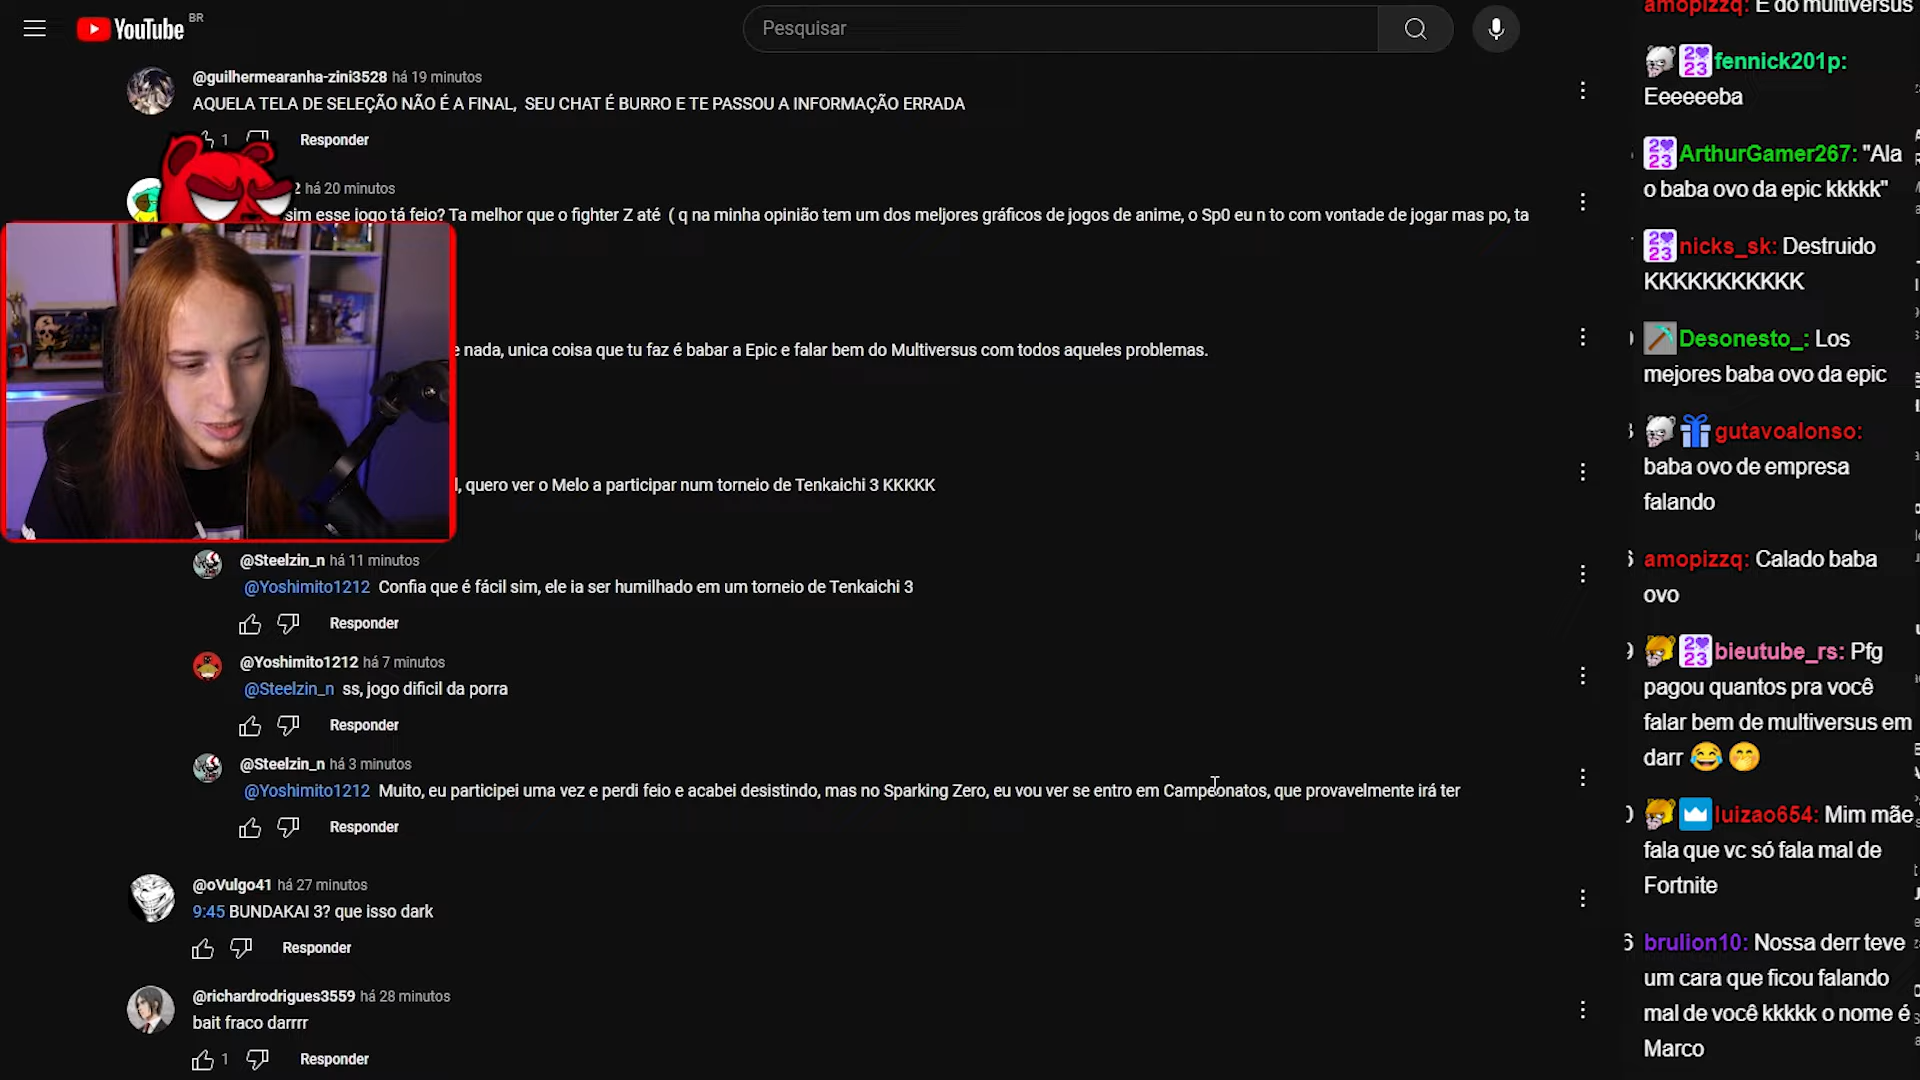 YouTube BR
Pesquisar
@guilhermearanha-zini3528 há 19 minutos
AQUELA TELA DE SELEÇÃO NÃO É A FINAL, SEU CHAT É BURRO E TE PASSOU A INFORMAÇÃO ERRADA
1 Responder
2 há 20 minutos
sim esse jogo tá feio? Ta melhor que o fighter Z até ( q na minha opinião tem um dos meljores gráficos de jogos de anime, o Sp0 eu n to com vontade de jogar mas po, ta
e nada, unica coisa que tu faz é babar a Epic e falar bem do Multiversus com todos aqueles problemas.
, quero ver o Melo a participar num torneio de Tenkaichi 3 KKKKK
@Steelzin_n há 11 minutos
@Yoshimito1212 Confia que é fácil sim, ele ia ser humilhado em um torneio de Tenkaichi 3
Responder
@Yoshimito1212 há 7 minutos
@Steelzin_n ss, jogo dificil da porra
Responder
@Steelzin_n há 3 minutos
@Yoshimito1212 Muito, eu participei uma vez e perdi feio e acabei desistindo, mas no Sparking Zero, eu vou ver se entro em Campeonatos, que provavelmente irá ter
Responder
@oVulgo41 há 27 minutos
9:45 BUNDAKAI 3? que isso dark
Responder
@richardrodrigues3559 há 28 minutos
bait fraco darrrr
1 Responder
amopizzq: E do multiversus
2023 fennick201p:
Eeeeeeba
2023 ArthurGamer267: "Ala
o baba ovo da epic kkkkk"
2023 nicks_sk: Destruido
KKKKKKKKKKK
Desonesto_: Los
mejores baba ovo da epic
gutavoalonso:
baba ovo de empresa
falando
amopizzq: Calado baba
ovo
2023 bieutube_rs: Pfg
pagou quantos pra você
falar bem de multiversus em
darr 😂 🤭
luizao654: Mim mãe
fala que vc só fala mal de
Fortnite
brulion10: Nossa derr teve
um cara que ficou falando
mal de você kkkkk o nome é
Marco